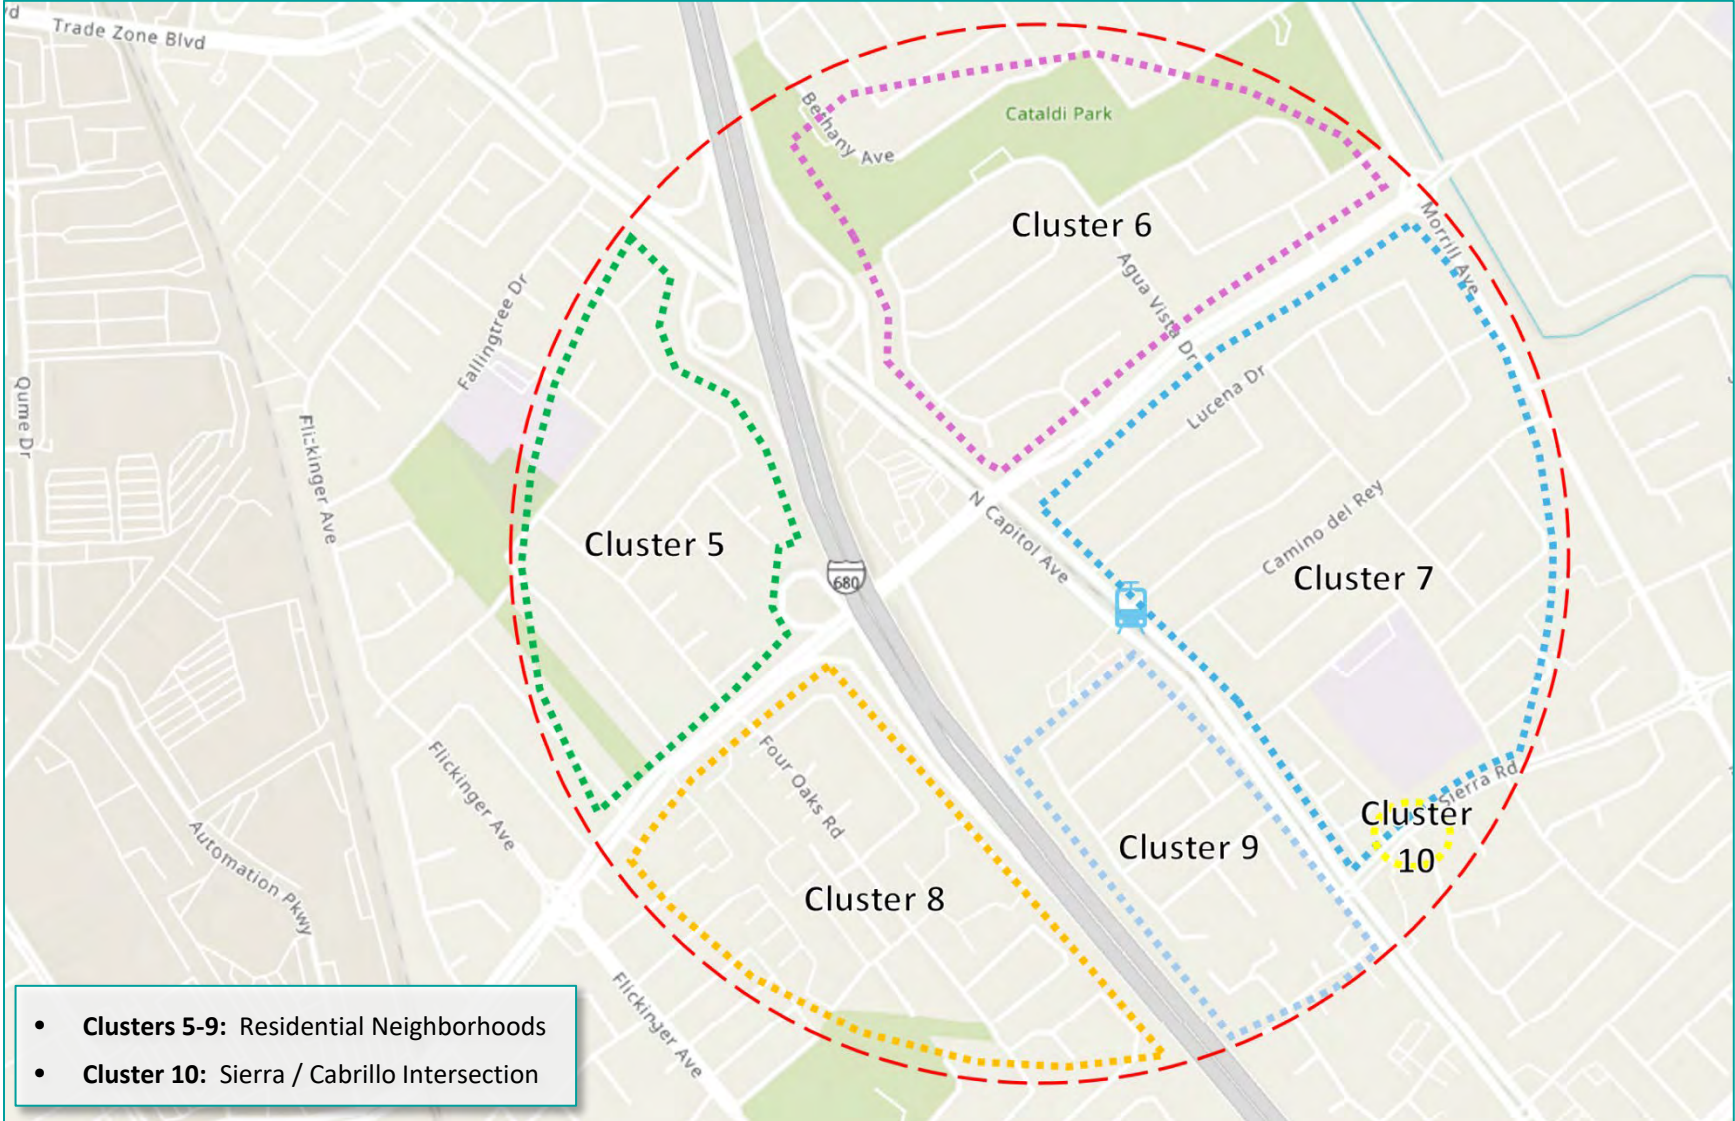 vd
Trade Zone Blvd
Bethany Ave
Cataldi Park
Cluster 6
Morrill Ave
Agua Vista Dr
Fallingtree Dr
Lucena Dr
Qume Dr
Flickinger Ave
N Capitol Ave
Camino del Rey
Cluster 5
680
Cluster 7
Four Oaks Rd
Flickinger Ave
Sierra Rd
Cluster
10
Cluster 9
Automation Pkwy
Cluster 8
Flickinger Ave
• Clusters 5-9: Residential Neighborhoods
• Cluster 10: Sierra / Cabrillo Intersection